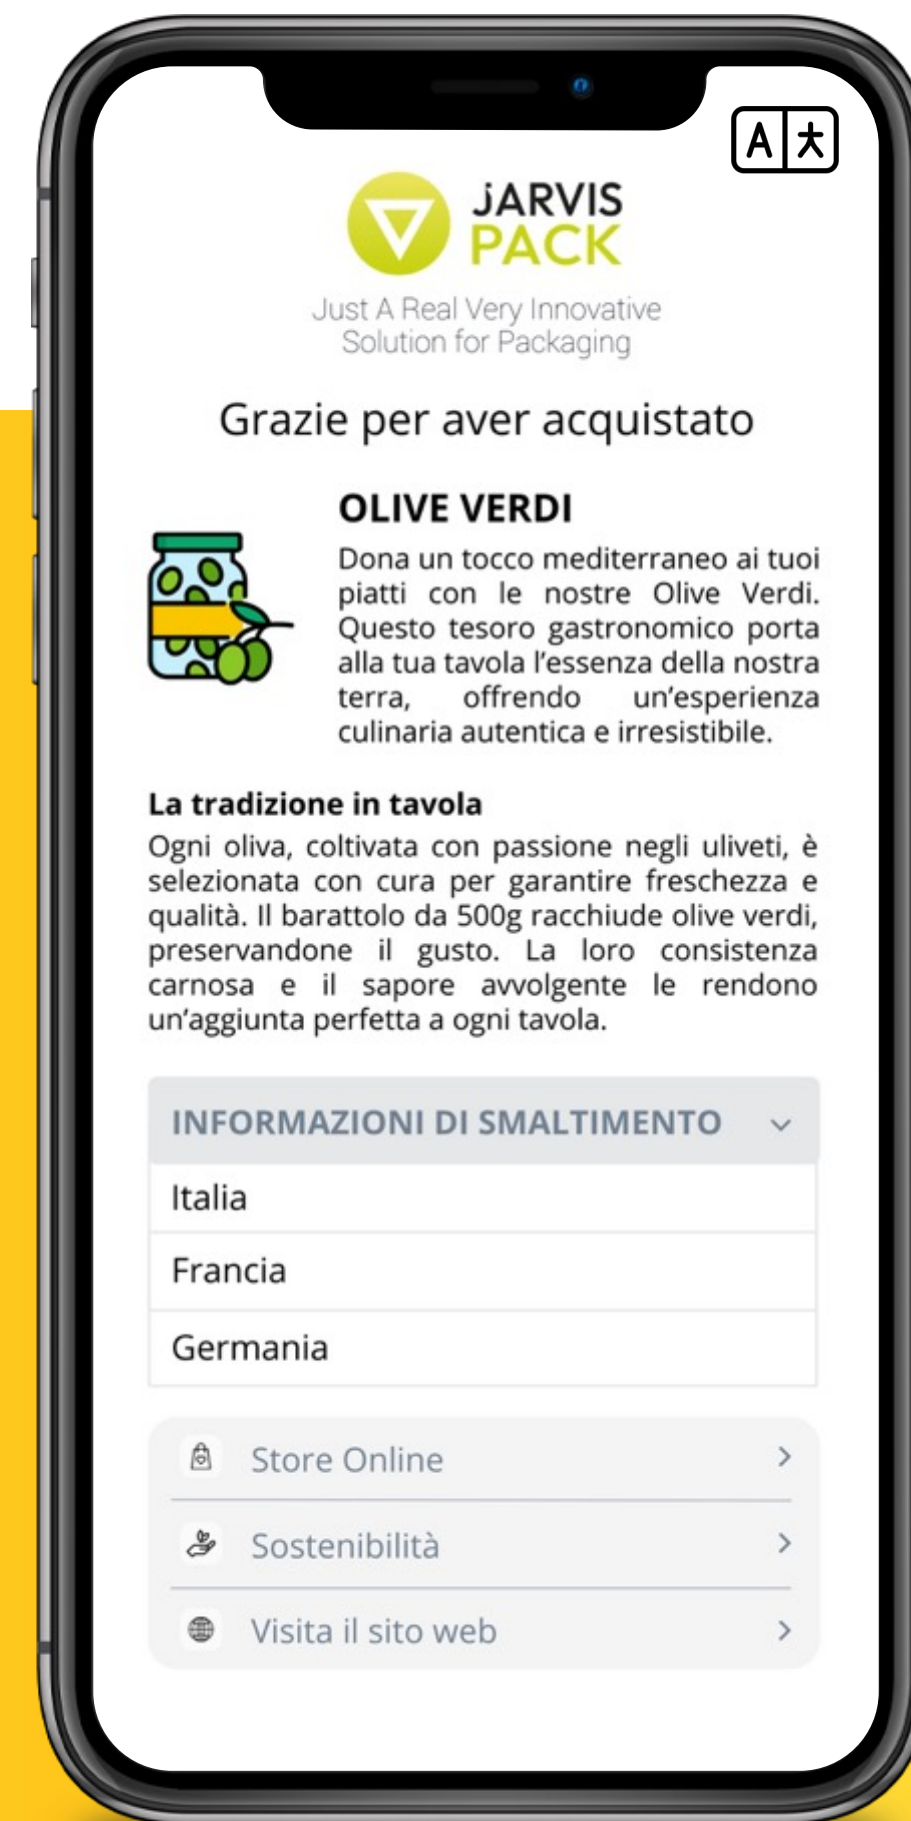 A大
JARVIS
PACK
Just A Real Very Innovative
Solution for Packaging
Grazie per aver acquistato
OLIVE VERDI
Dona un tocco mediterraneo ai tuoi
piatti con le nostre Olive Verdi.
Questo tesoro gastronomico porta
alla tua tavola l’essenza della nostra
terra, offrendo un’esperienza
culinaria autentica e irresistibile.
La tradizione in tavola
Ogni oliva, coltivata con passione negli uliveti, è
selezionata con cura per garantire freschezza e
qualità. Il barattolo da 500g racchiude olive verdi,
preservandone il gusto. La loro consistenza
carnosa e il sapore avvolgente le rendono
un’aggiunta perfetta a ogni tavola.
INFORMAZIONI DI SMALTIMENTO
Italia
Francia
Germania
Store Online
Sostenibilità
Visita il sito web